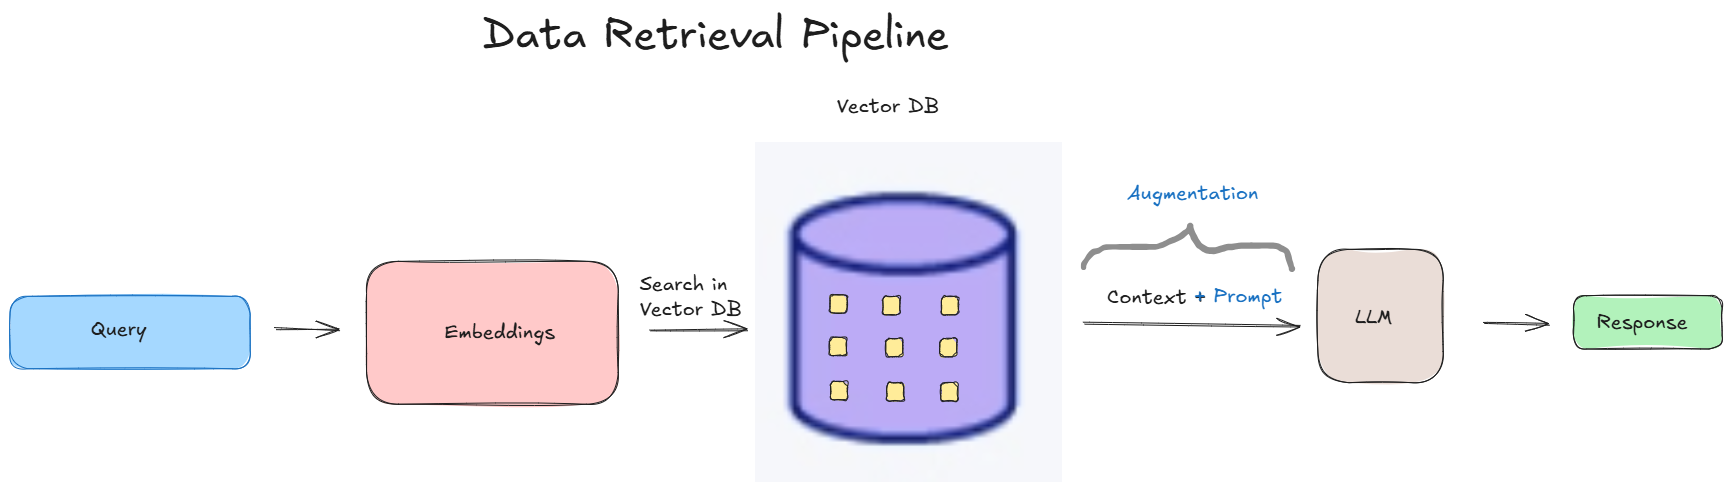 Data Retrieval Pipeline
Vector DB
Query
Embeddings
Search in
Vector DB
Augmentation
Context + Prompt
LLM
Response